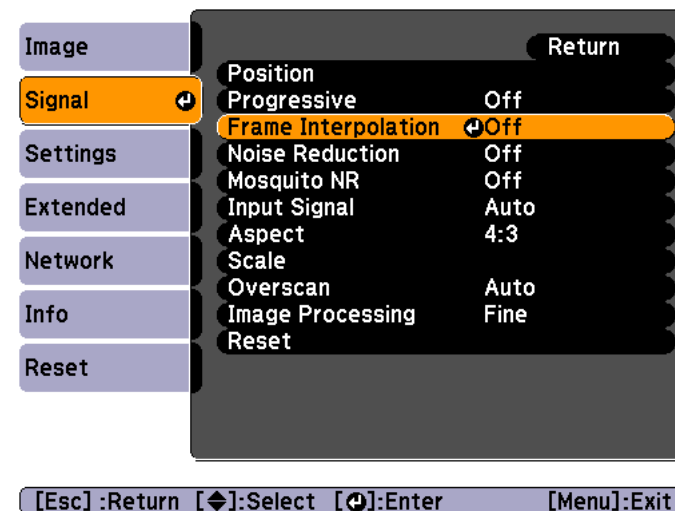 Image
Signal
Settings
Extended
Network
Info
Reset
Return
Position
Progressive Off
Frame Interpolation Off
Noise Reduction Off
Mosquito NR Off
Input Signal Auto
Aspect 4:3
Scale
Overscan Auto
Image Processing Fine
Reset
[Esc] :Return [◆]:Select [⏎]:Enter [Menu]:Exit